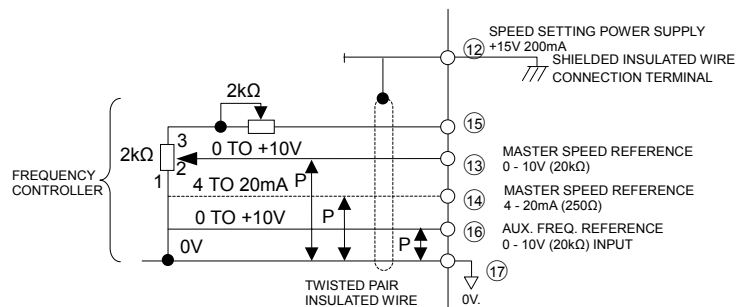 SPEED SETTING POWER SUPPLY
12 +15V 200mA
SHIELDED INSULATED WIRE
CONNECTION TERMINAL
2kΩ
15
3
2kΩ
0 TO +10V
2
1
13
MASTER SPEED REFERENCE
0 - 10V (20kΩ)
FREQUENCY
CONTROLLER
4 TO 20mA
P
14
MASTER SPEED REFERENCE
4 - 20mA (250Ω)
0 TO +10V
P
16
AUX. FREQ. REFERENCE
0 - 10V (20kΩ) INPUT
0V
P
17
TWISTED PAIR
INSULATED WIRE
0V.